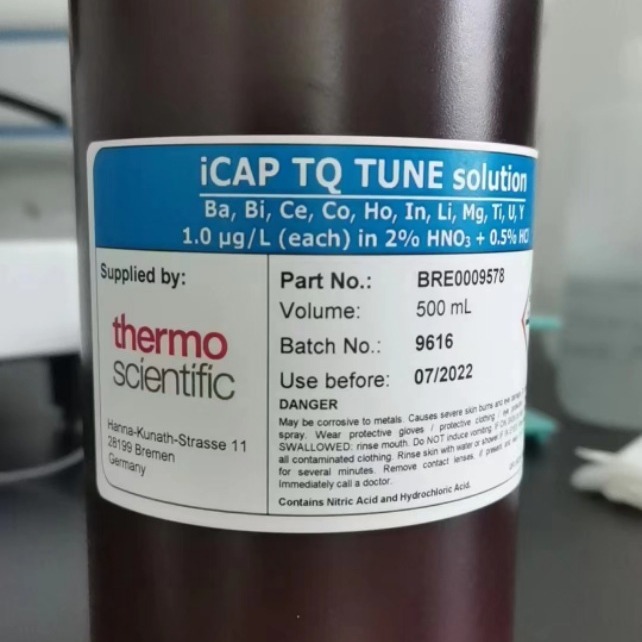 iCAP TQ TUNE solution
Ba, Bi, Ce, Co, Ho, In, Li, Mg, Ti, U, Y
1.0 µg/L (each) in 2% HNO₃ + 0.5% HCl
Supplied by:
thermo
scientific
Hanna-Kunath-Strasse 11
28199 Bremen
Germany
Part No.: BRE0009578
Volume: 500 mL
Batch No.: 9616
Use before: 07/2022
DANGER
May be corrosive to metals. Causes severe skin burns and eye
spray. Wear protective gloves / protective clothing / eye
SWALLOWED: rinse mouth. Do NOT induce vomiting.
all contaminated clothing. Rinse skin with water or shower.
for several minutes. Remove contact lenses, if present and
Immediately call a doctor.
Contains Nitric Acid and Hydrochloric Acid.